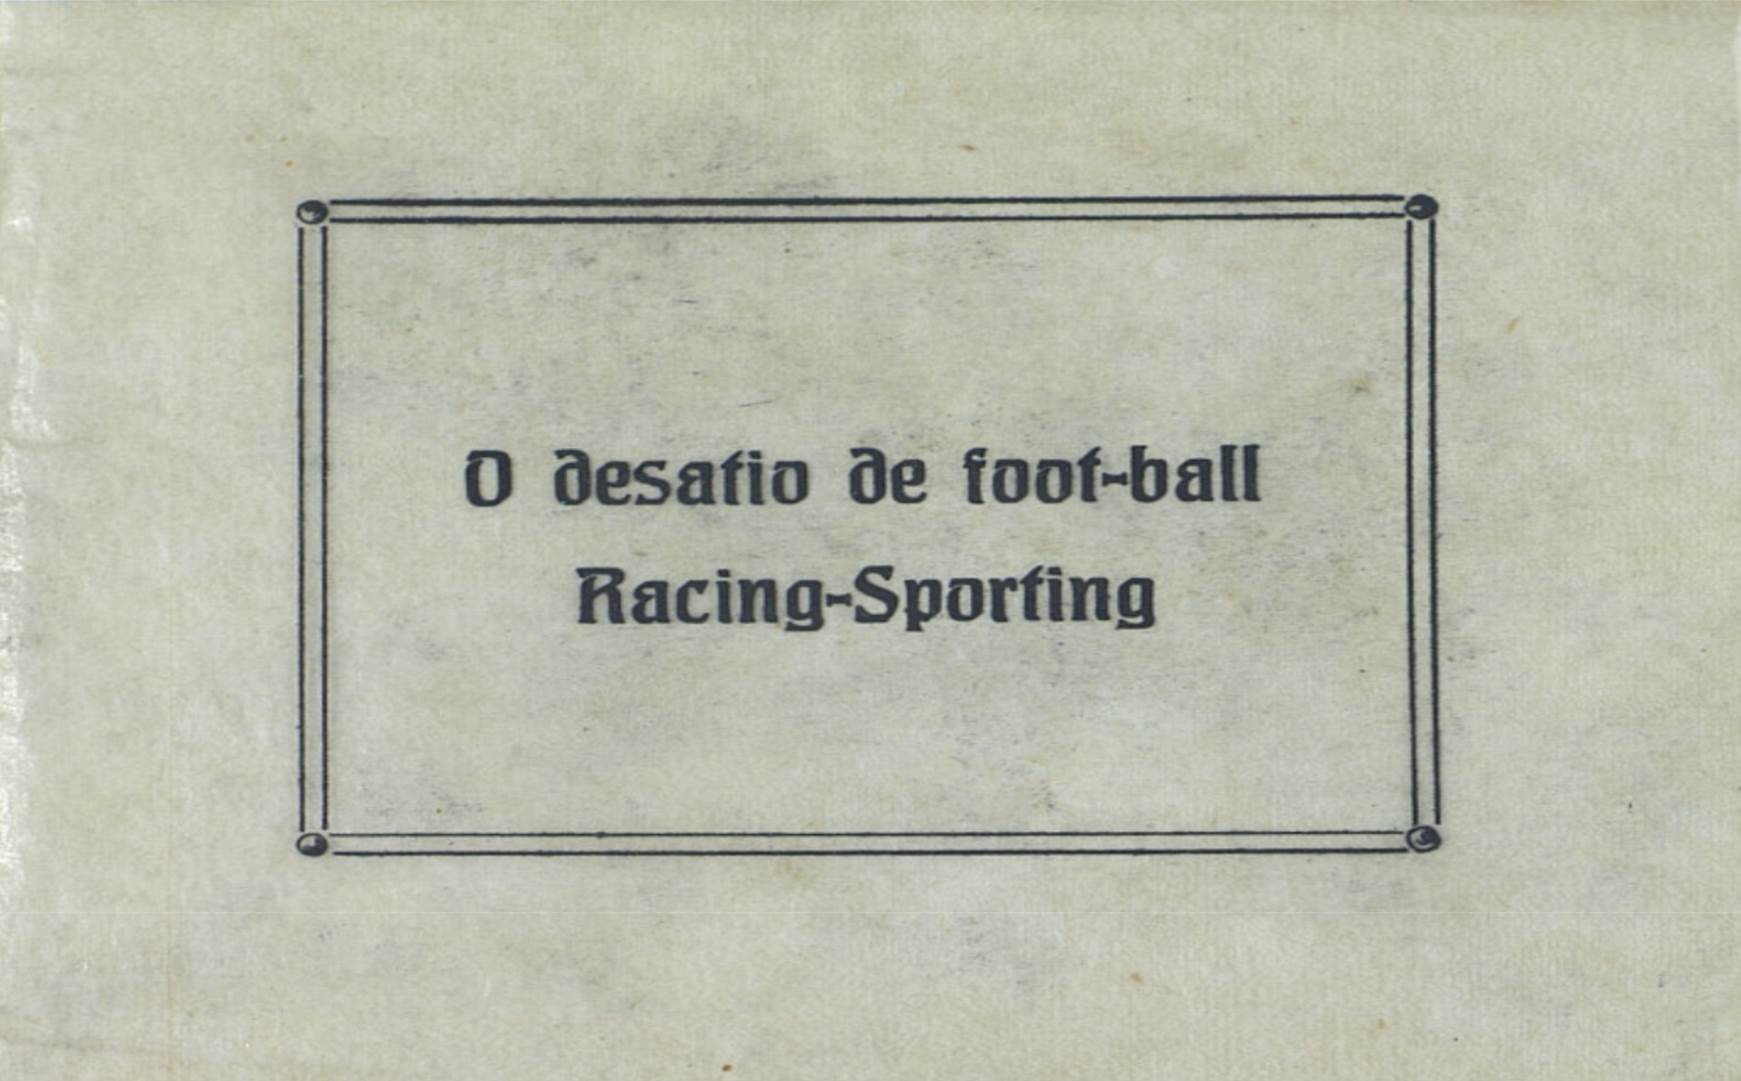 O desafio de foot-ball
Racing-Sporting